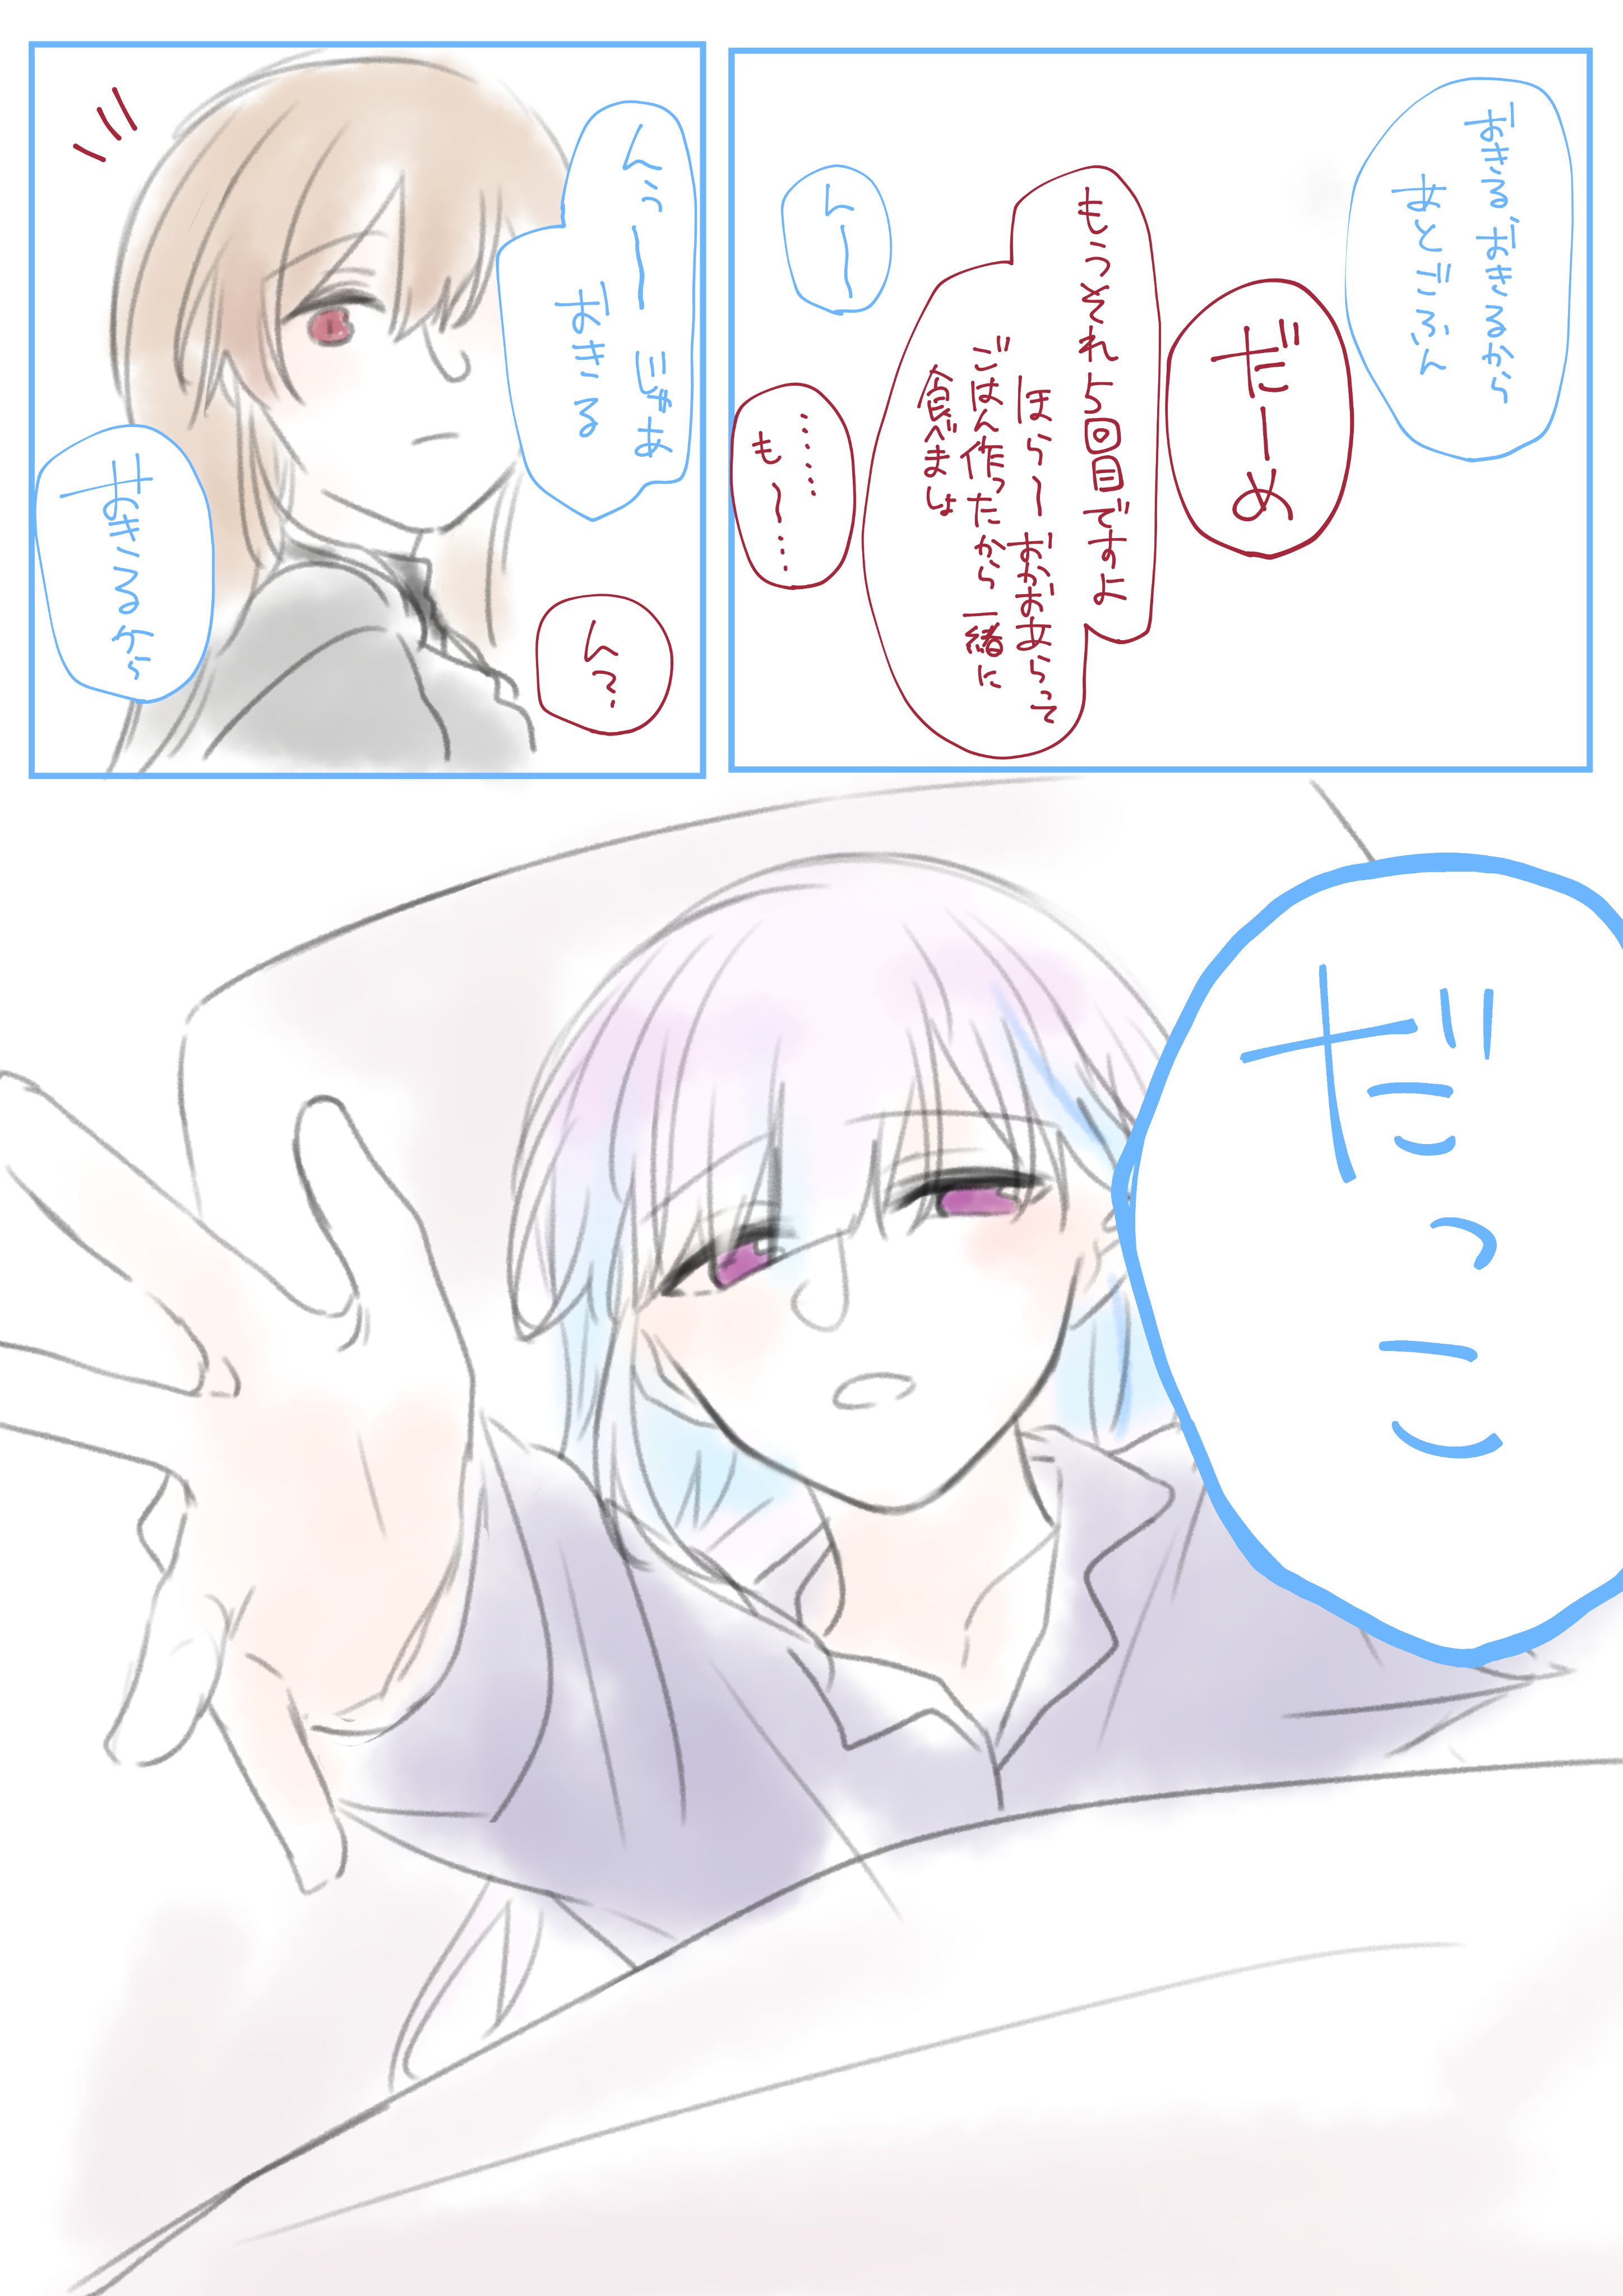 おきる、おきるから
あとごふん
だーめ
もうそれ5回目ですよ
ほら〜おかおあらって
ごはん作ったから一緒に
食べましょ
ん〜
……
も〜…
んぅ〜じゃあ
おきる
ん?
おきるから
だっこ